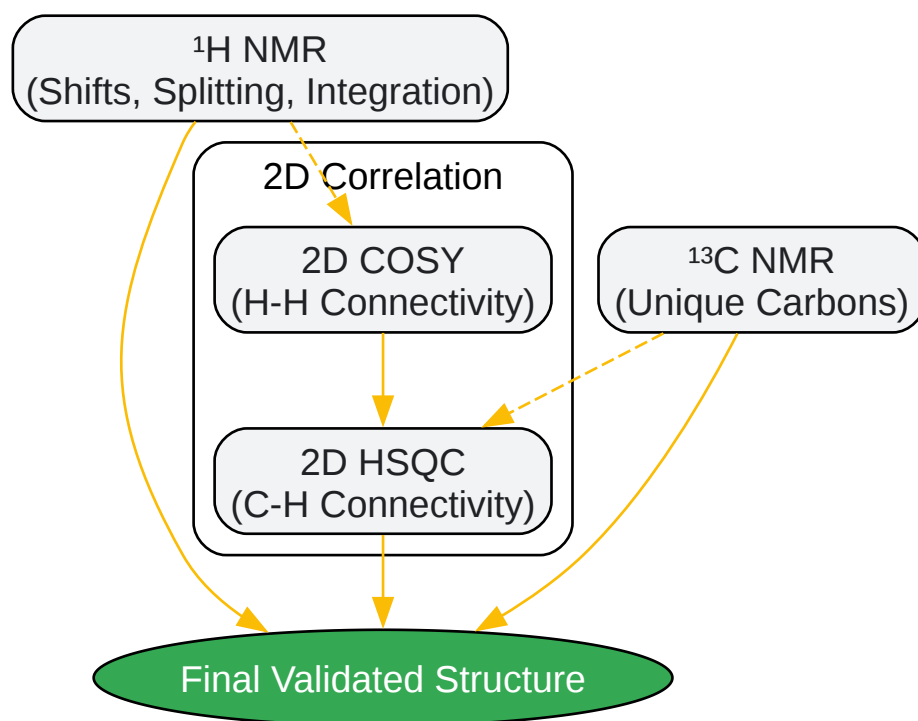 ¹H NMR
(Shifts, Splitting, Integration)
2D Correlation
2D COSY
(H-H Connectivity)
¹³C NMR
(Unique Carbons)
2D HSQC
(C-H Connectivity)
Final Validated Structure